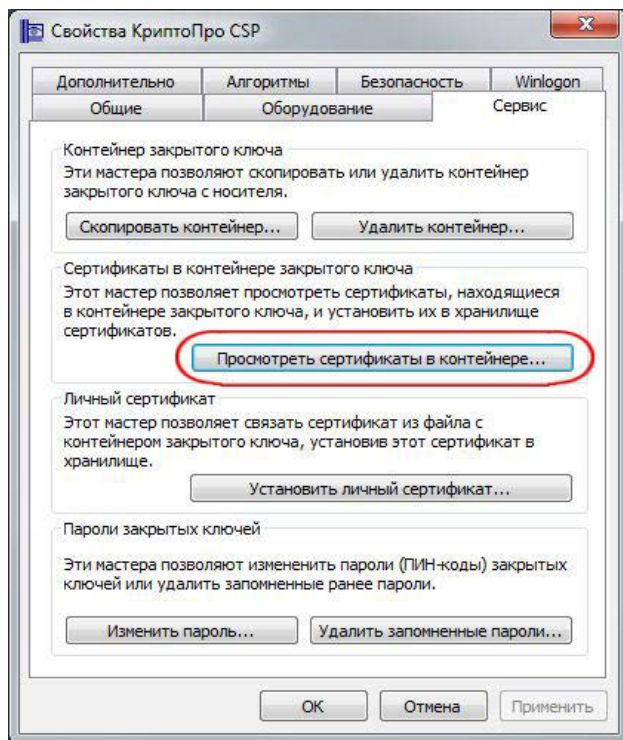 Свойства КриптоПро CSP
Дополнительно Алгоритмы Безопасность Winlogon
Общие Оборудование Сервис
Контейнер закрытого ключа
Эти мастера позволяют скопировать или удалить контейнер
закрытого ключа с носителя.
Скопировать контейнер... Удалить контейнер...
Сертификаты в контейнере закрытого ключа
Этот мастер позволяет просмотреть сертификаты, находящиеся
в контейнере закрытого ключа, и установить их в хранилище
сертификатов.
Просмотреть сертификаты в контейнере...
Личный сертификат
Этот мастер позволяет связать сертификат из файла с
контейнером закрытого ключа, установив этот сертификат в
хранилище.
Установить личный сертификат...
Пароли закрытых ключей
Эти мастера позволяют измененить пароли (ПИН-коды) закрытых
ключей или удалить запомненные ранее пароли.
Изменить пароль... Удалить запомненные пароли...
ОК Отмена Применить